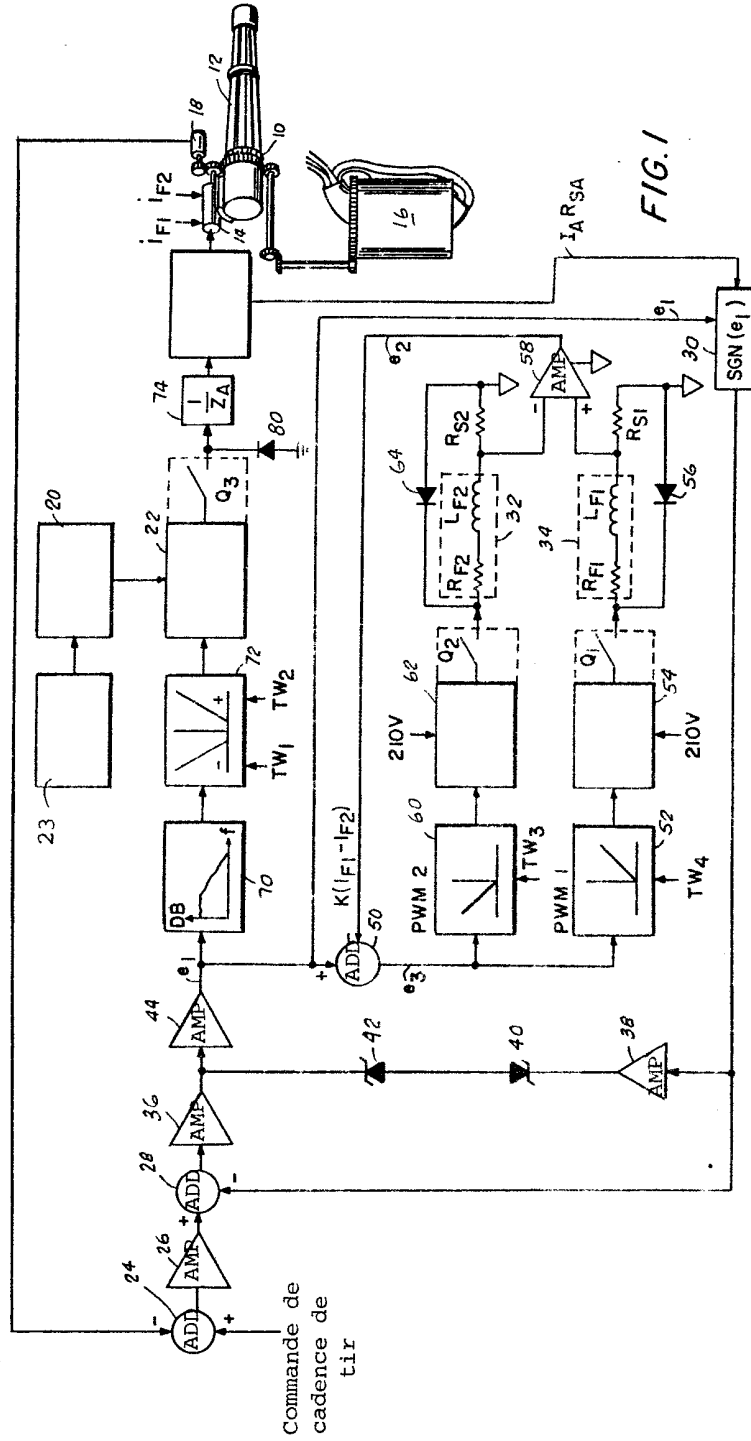 Commande de
cadence de
tir
24
ADD
-
+
26
AMP
28
ADD
+
-
36
AMP
44
AMP
e1
70
DB
f
72
-
+
TW1
TW2
23
20
22
Q3
80
74
1
ZA
iF1
iF2
14
18
10
12
16
42
40
38
AMP
+
ADD
50
e3
K(IF1-IF2)
PWM 2
60
TW3
PWM 1
52
TW4
210V
62
Q2
210V
54
Q1
64
RF2
LF2
32
RS2
34
RF1
LF1
RS1
56
-
+
AMP
58
e2
e1
IA RSA
SGN (e1)
30
FIG. 1